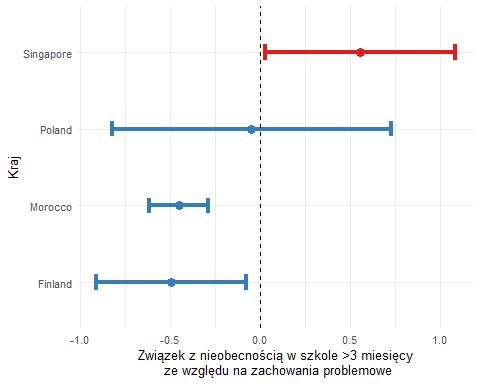 Singapore
Poland
Morocco
Finland
Kraj
-1.0 -0.5 0.0 0.5 1.0
Związek z nieobecnością w szkole >3 miesięcy
ze względu na zachowania problemowe